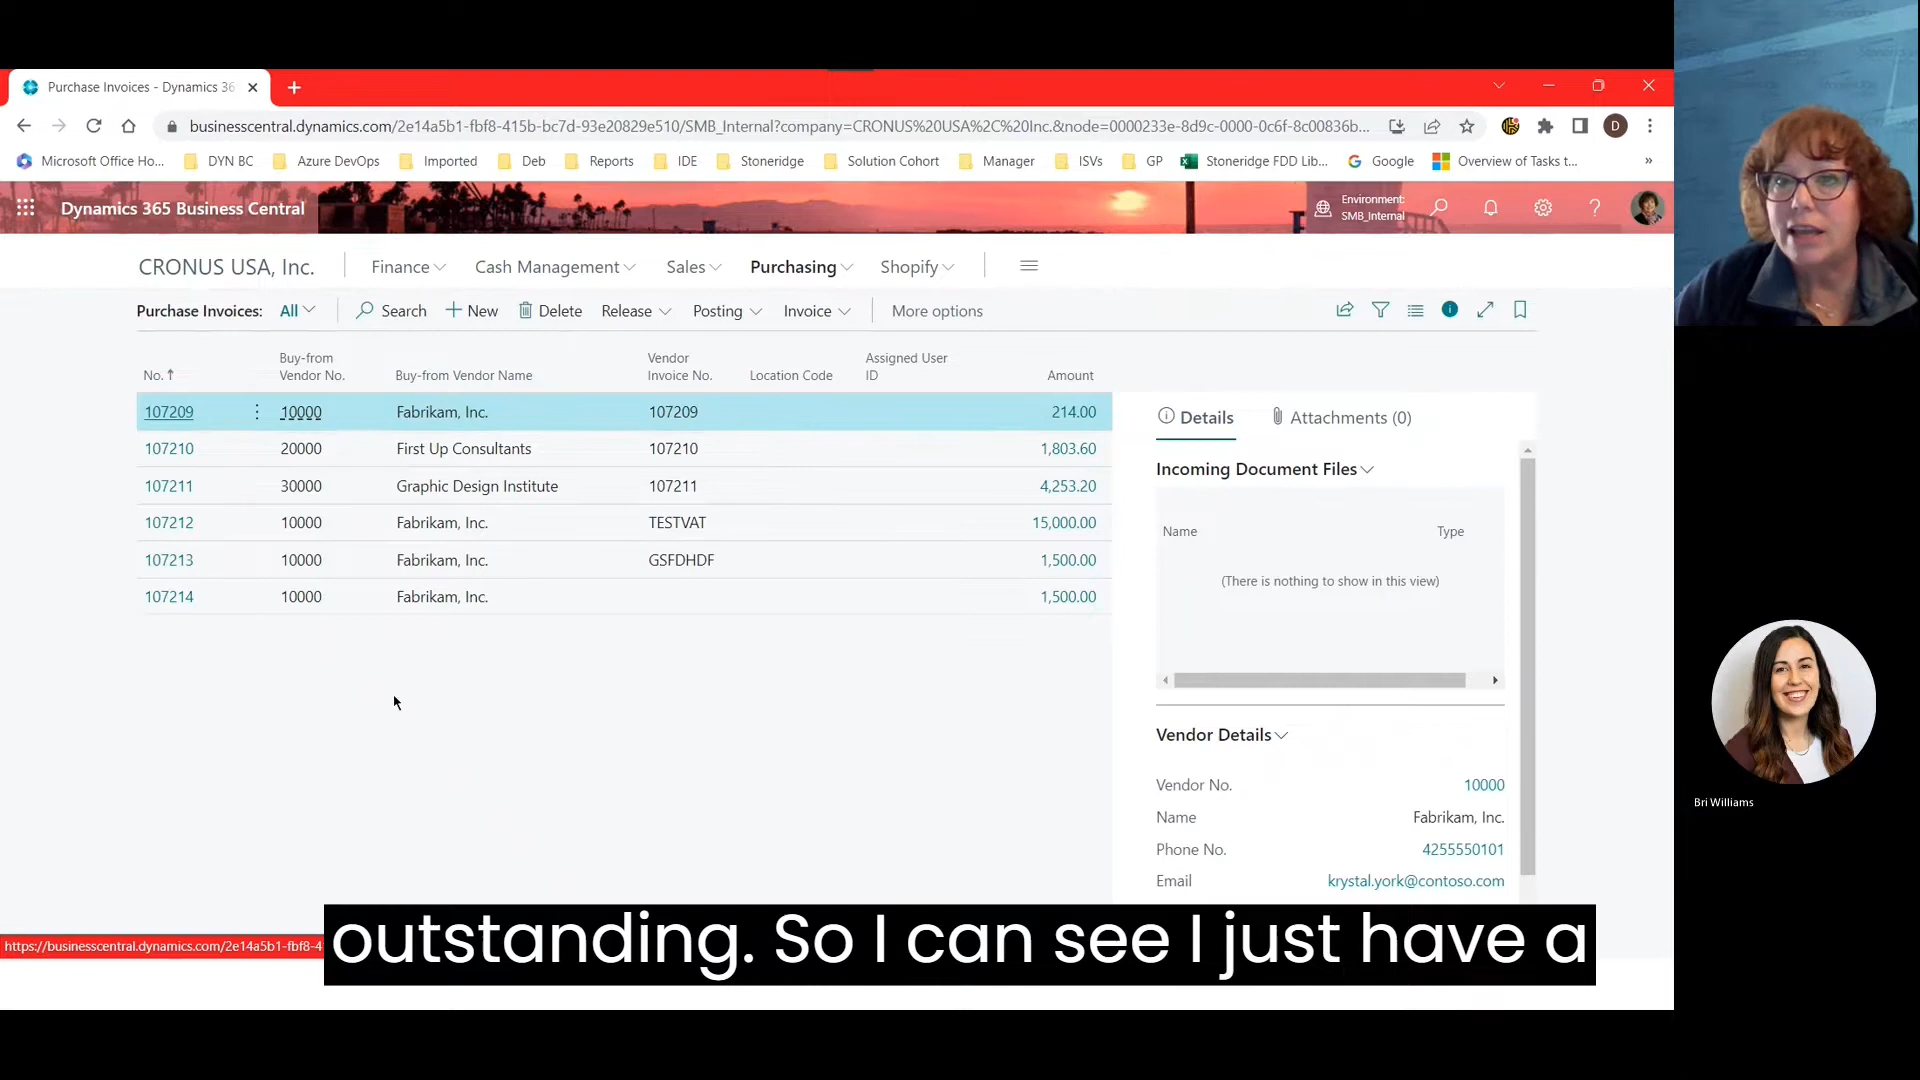 Purchase Invoices - Dynamics 36
businesscentral.dynamics.com/2e14a5b1-fbf8-415b-bc7d-93e20829e510/SMB_Internal?company=CRONUS%20USA%2C%20Inc.&node=0000233e-8d9c-0000-0c6f-8c00836b...
D
Microsoft Office Ho... DYN BC Azure DevOps Imported Deb Reports IDE Stoneridge Solution Cohort Manager ISVs GP Stoneridge FDD Lib... Google Overview of Tasks t... »
Dynamics 365 Business Central
Environment:
SMB_Internal
CRONUS USA, Inc. Finance Cash Management Sales Purchasing Shopify
Purchase Invoices: All Search New Delete Release Posting Invoice More options
No. ↑ Buy-from Vendor No. Buy-from Vendor Name Vendor Invoice No. Location Code Assigned User ID Amount
107209 10000 Fabrikam, Inc. 107209 214.00
107210 20000 First Up Consultants 107210 1,803.60
107211 30000 Graphic Design Institute 107211 4,253.20
107212 10000 Fabrikam, Inc. TESTVAT 15,000.00
107213 10000 Fabrikam, Inc. GSFDHDF 1,500.00
107214 10000 Fabrikam, Inc. 1,500.00
Details Attachments (0)
Incoming Document Files
Name Type
(There is nothing to show in this view)
Vendor Details
Vendor No. 10000
Name Fabrikam, Inc.
Phone No. 4255550101
Email krystal.york@contoso.com
Bri Williams
https://businesscentral.dynamics.com/2e14a5b1-fbf8-4
outstanding. So I can see I just have a